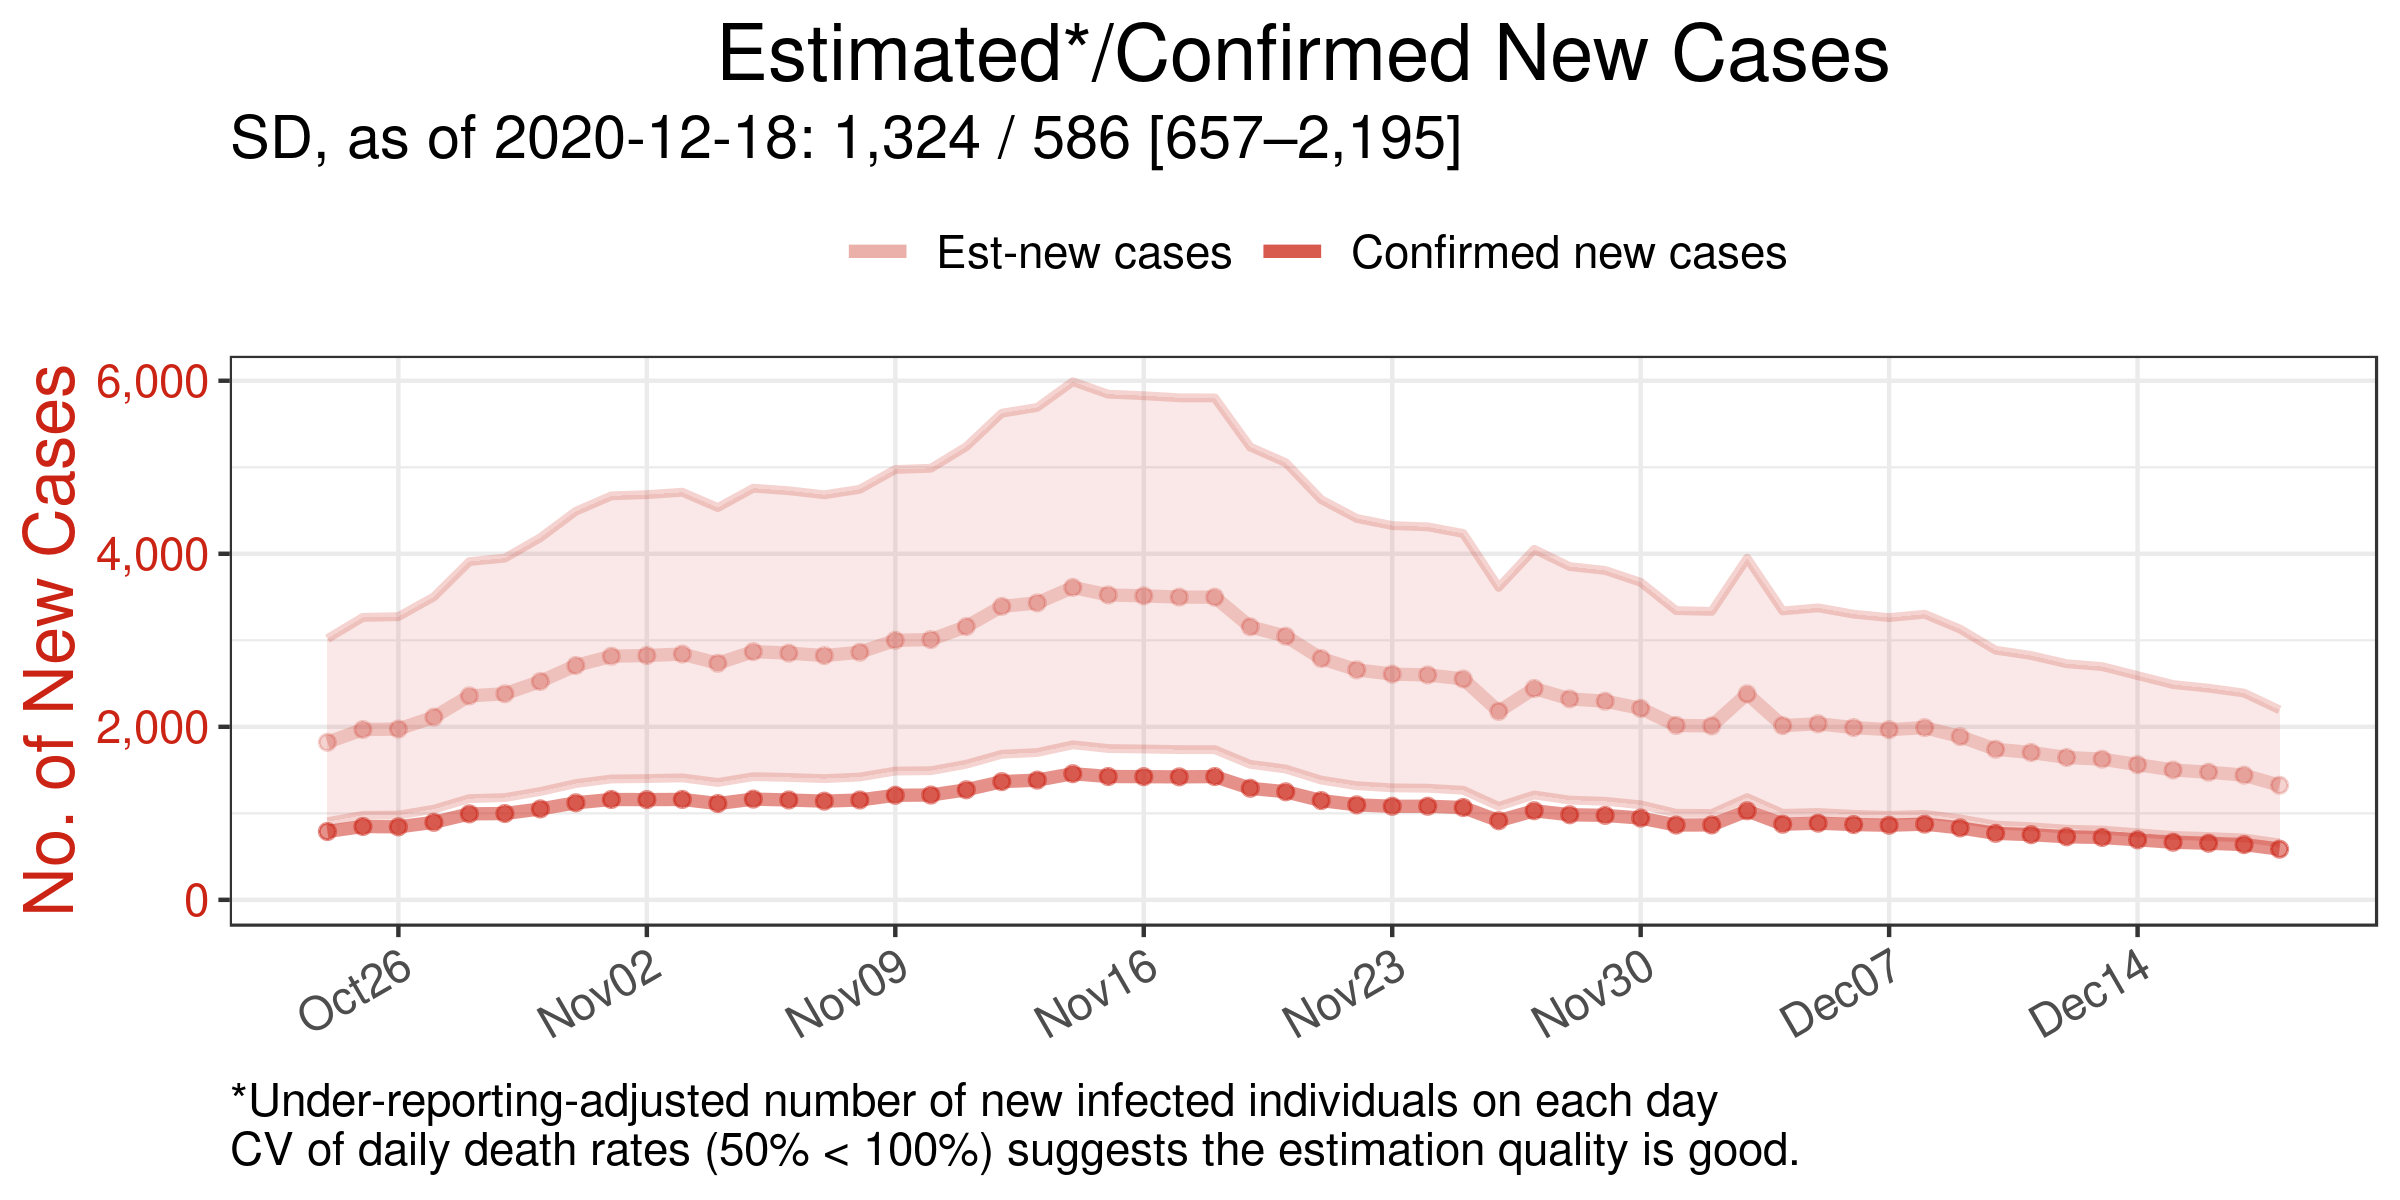 Estimated*/Confirmed New Cases
SD, as of 2020-12-18: 1,324 / 586 [657–2,195]
Est-new cases Confirmed new cases
No. of New Cases
6,000
4,000
2,000
0
Oct26 Nov02 Nov09 Nov16 Nov23 Nov30 Dec07 Dec14
*Under-reporting-adjusted number of new infected individuals on each day
CV of daily death rates (50% < 100%) suggests the estimation quality is good.